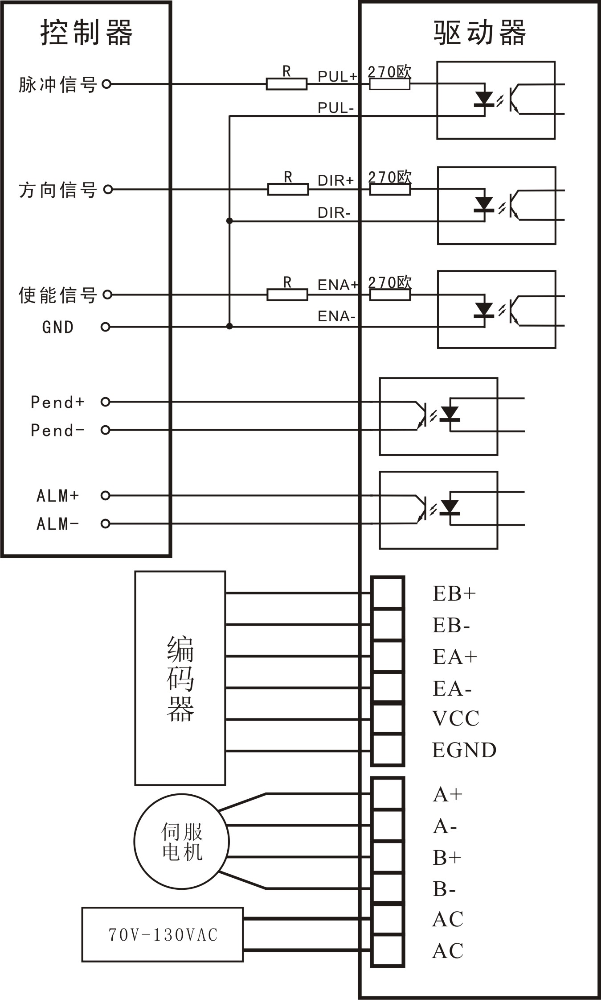 控制器
驱动器
脉冲信号
R
PUL+
270欧
PUL-
方向信号
R
DIR+
270欧
DIR-
使能信号
R
ENA+
270欧
GND
ENA-
Pend+
Pend-
ALM+
ALM-
编码器
EB+
EB-
EA+
EA-
VCC
EGND
伺服
电机
A+
A-
B+
B-
70V-130VAC
AC
AC